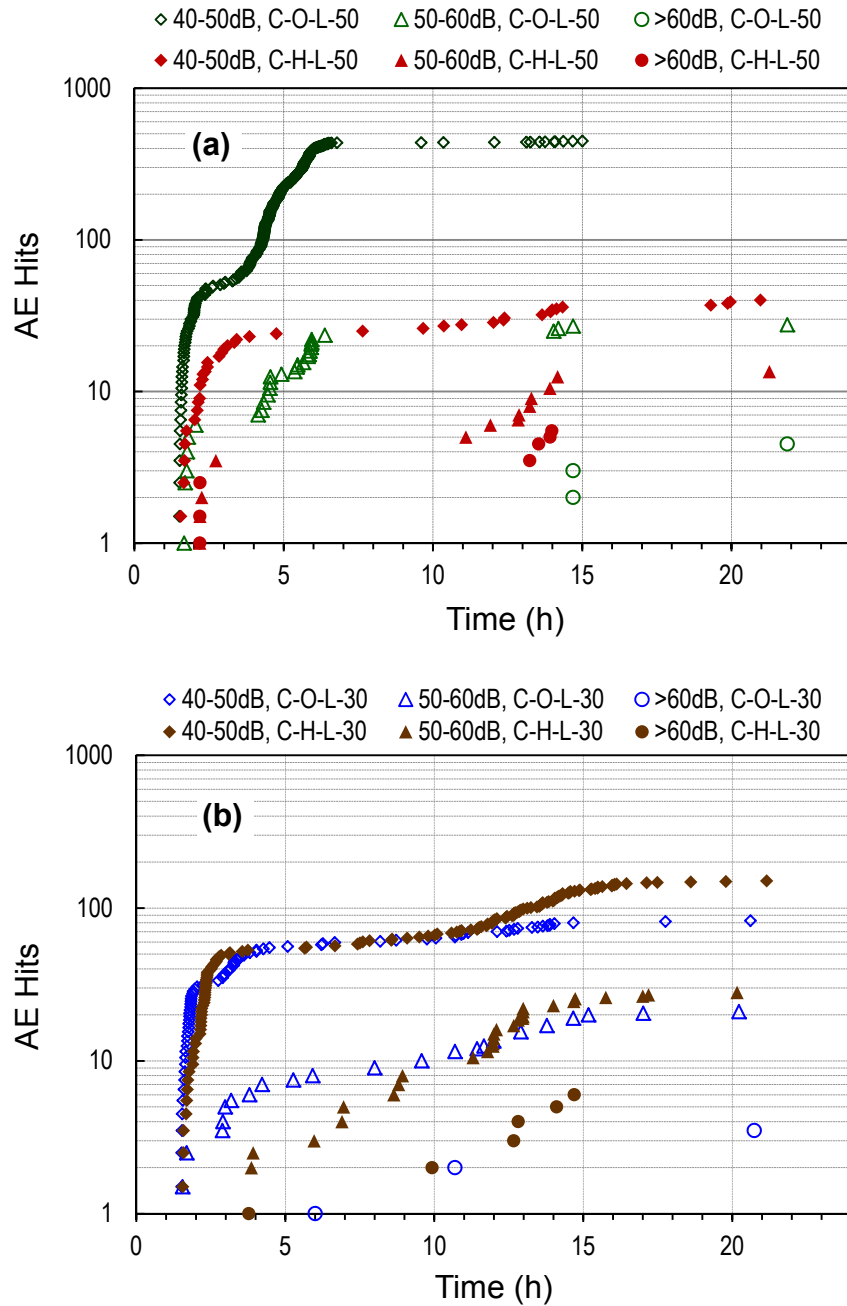 40-50dB, C-O-L-50 50-60dB, C-O-L-50 >60dB, C-O-L-50
40-50dB, C-H-L-50 50-60dB, C-H-L-50 >60dB, C-H-L-50
1000
(a)
100
AE Hits
10
1
0 5 10 15 20
Time (h)
40-50dB, C-O-L-30 50-60dB, C-O-L-30 >60dB, C-O-L-30
40-50dB, C-H-L-30 50-60dB, C-H-L-30 >60dB, C-H-L-30
1000
(b)
100
AE Hits
10
1
0 5 10 15 20
Time (h)